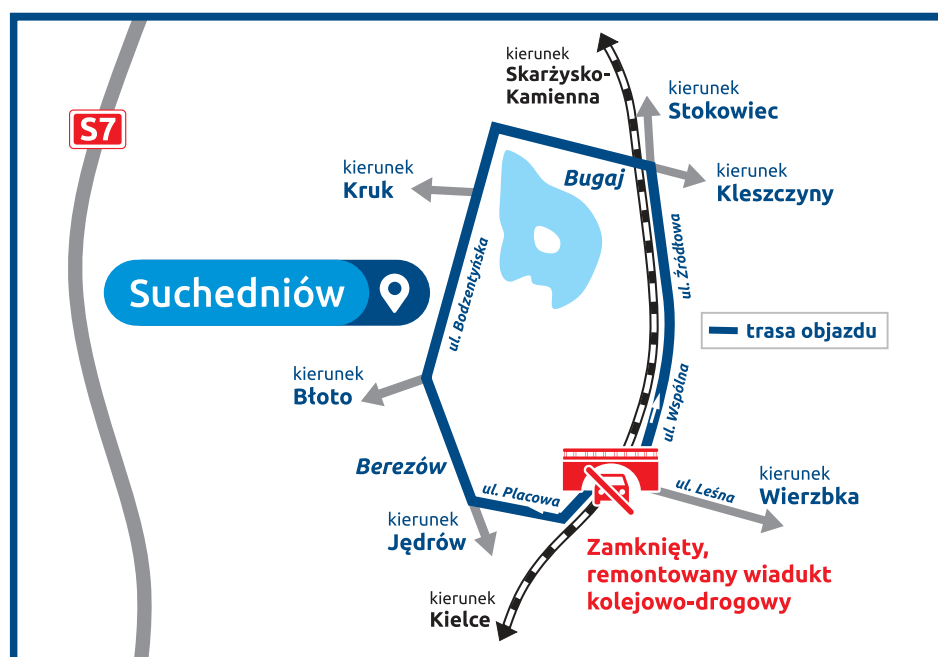 kierunek
Skarżysko-
Kamienna
kierunek
Stokowiec
S7
kierunek
Kruk
Bugaj
kierunek
Kleszczyny
ul. Bodzentyńska
ul. Źródłowa
Suchedniów
trasa objazdu
kierunek
Błoto
ul. Wspólna
Berezów
ul. Placowa
ul. Leśna
kierunek
Wierzbka
kierunek
Jędrów
Zamknięty,
remontowany wiadukt
kolejowo-drogowy
kierunek
Kielce